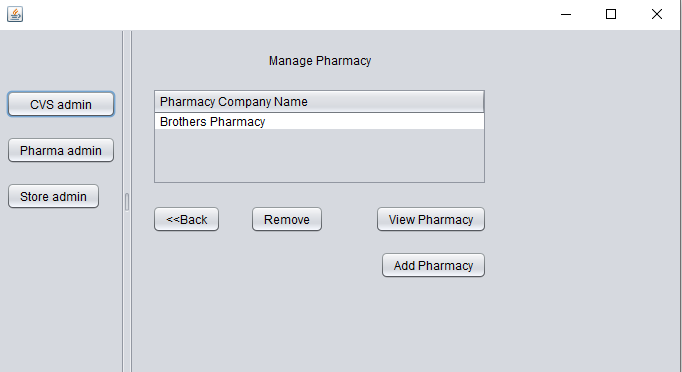 Manage Pharmacy
CVS admin
Pharma admin
Store admin
Pharmacy Company Name
Brothers Pharmacy
<<Back
Remove
View Pharmacy
Add Pharmacy